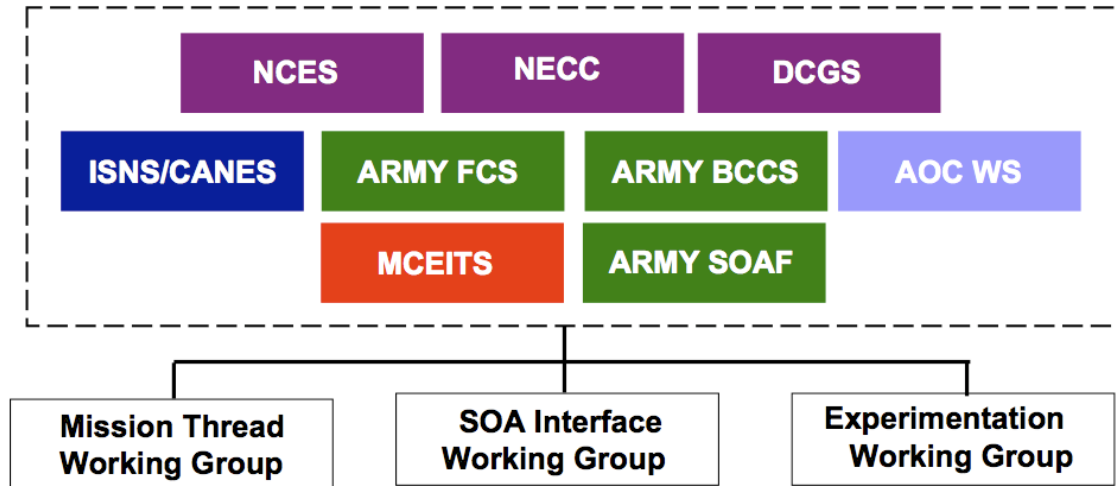 NCES
NECC
DCGS
ISNS/CANES
ARMY FCS
ARMY BCCS
AOC WS
MCEITS
ARMY SOAF
Mission Thread
Working Group
SOA Interface
Working Group
Experimentation
Working Group